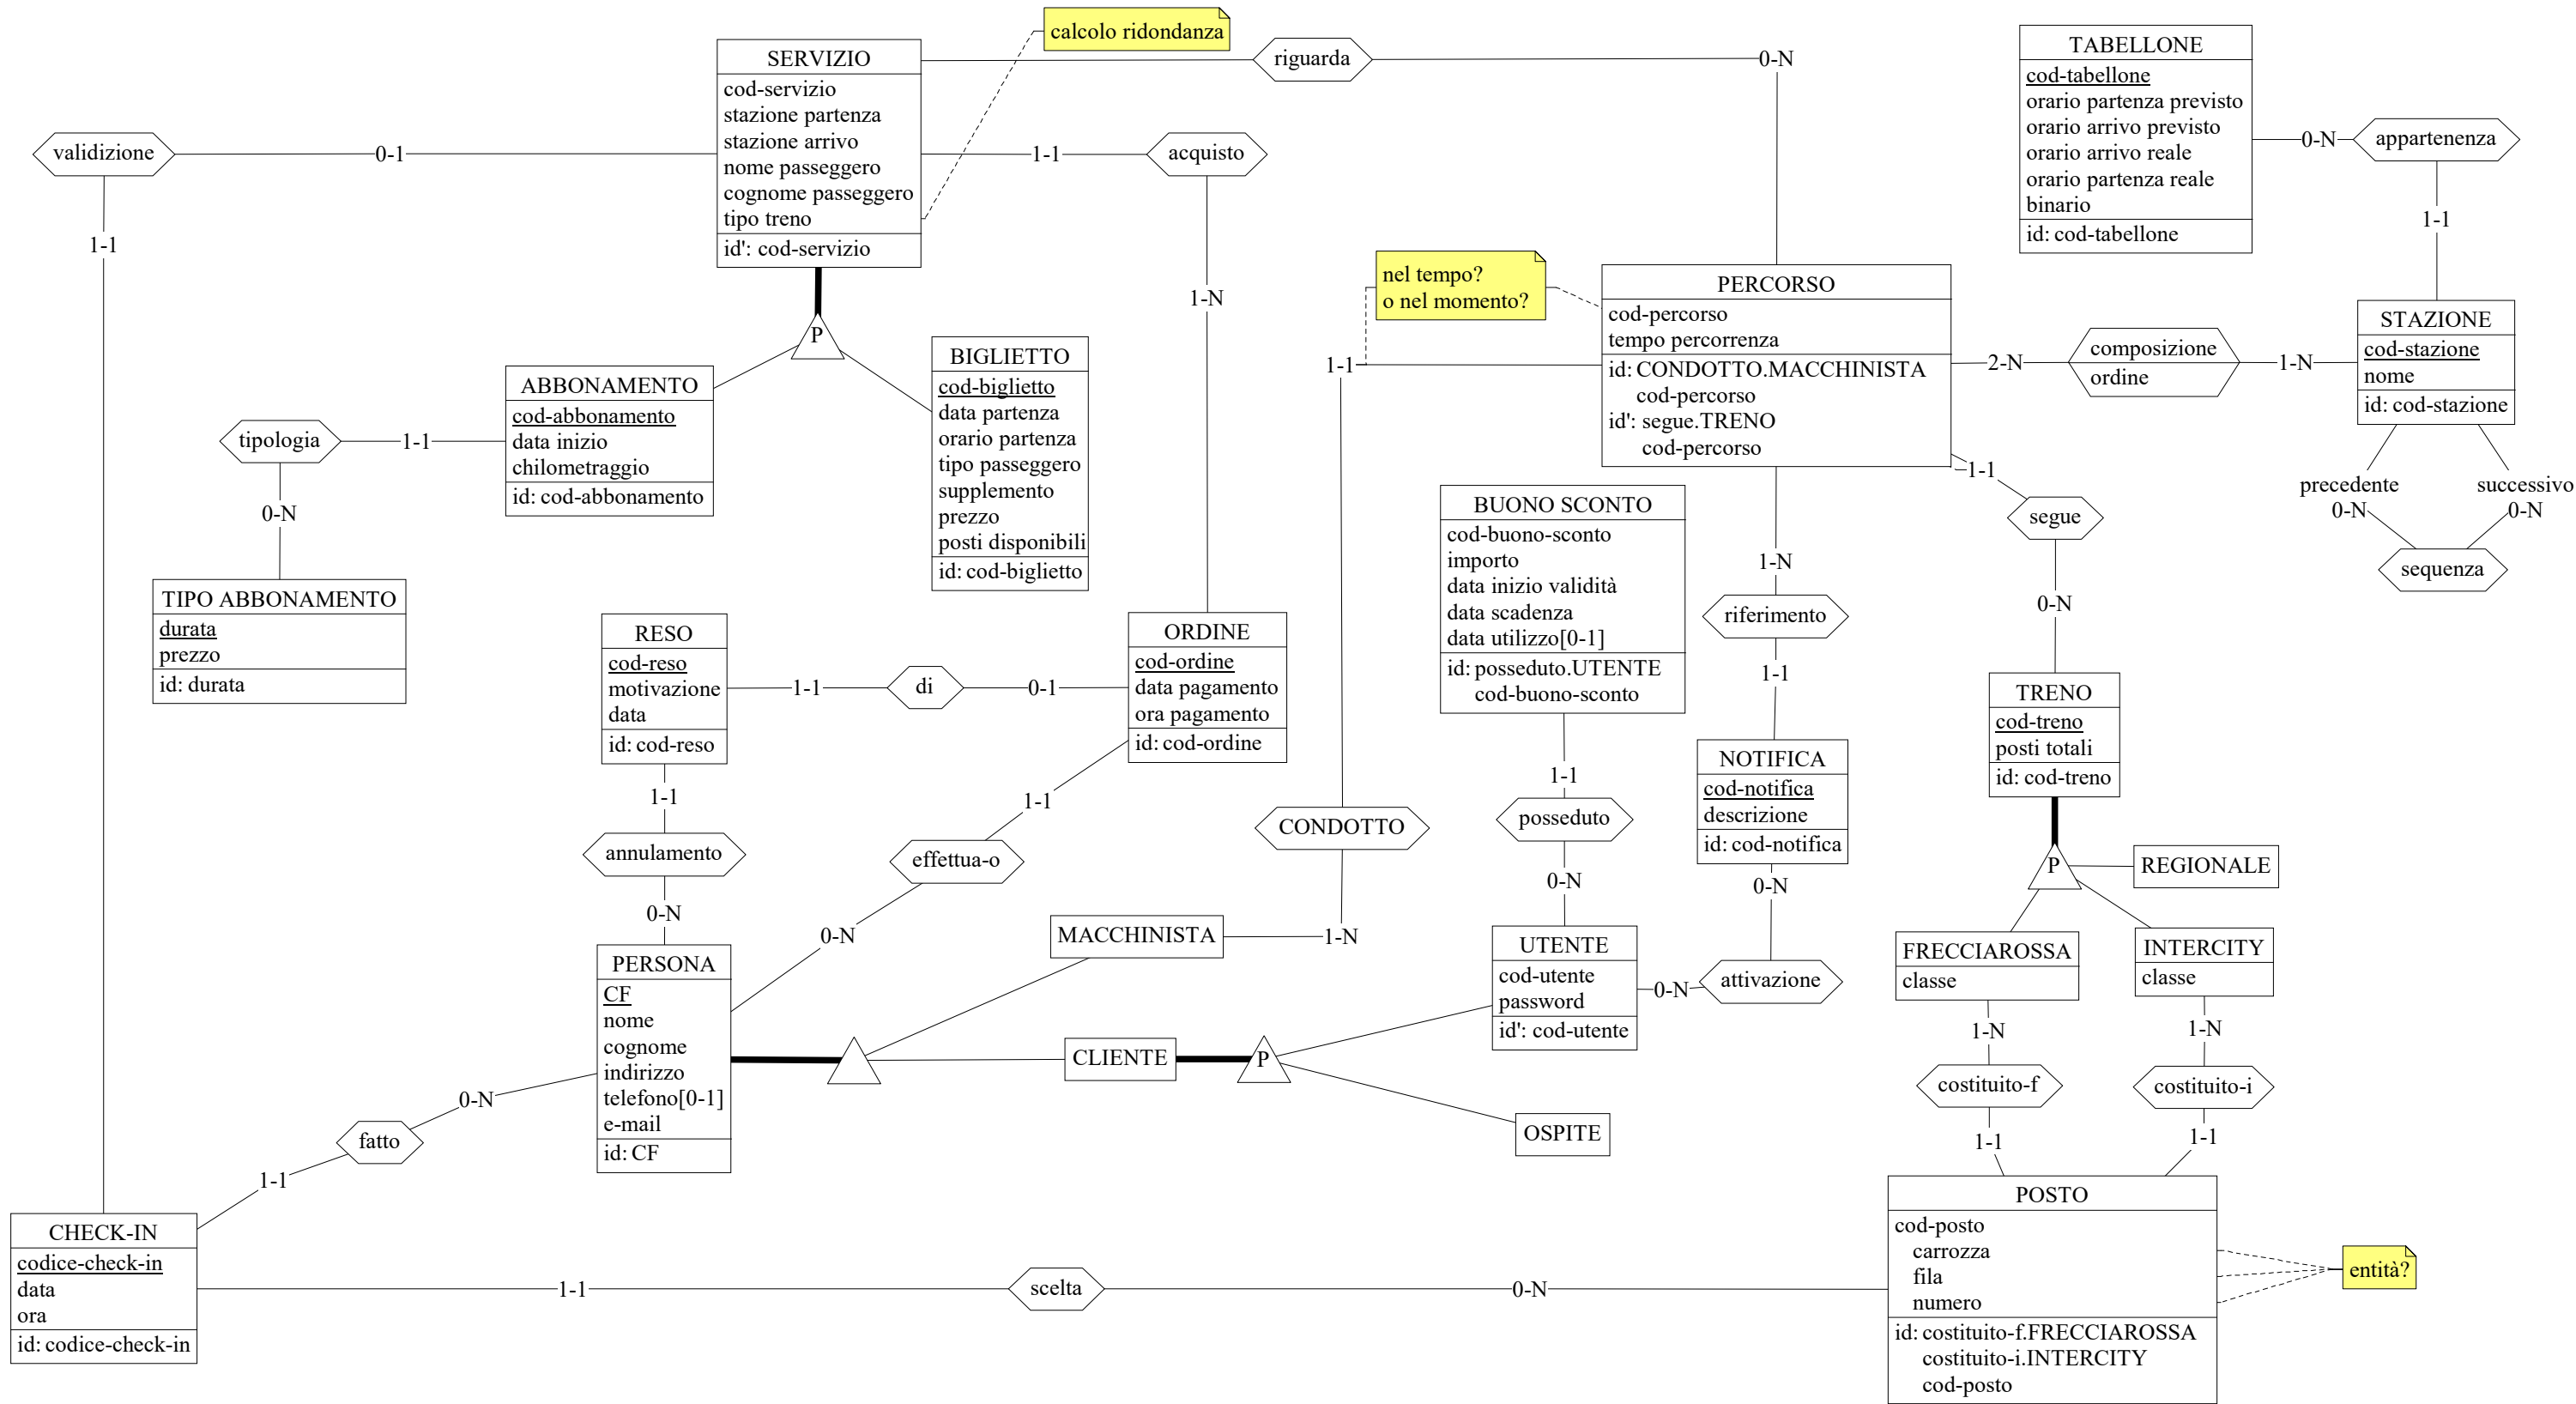 calcolo ridondanza
SERVIZIO
cod-servizio
stazione partenza
stazione arrivo
nome passeggero
cognome passeggero
tipo treno
id': cod-servizio
riguarda
0-N
TABELLONE
cod-tabellone
orario partenza previsto
orario arrivo previsto
orario arrivo reale
orario partenza reale
binario
id: cod-tabellone
0-N
appartenenza
1-1
validizione
0-1
1-1
1-1
acquisto
1-N
nel tempo?
o nel momento?
PERCORSO
cod-percorso
tempo percorrenza
id: CONDOTTO.MACCHINISTA
cod-percorso
id': segue.TRENO
cod-percorso
2-N
composizione
ordine
1-N
STAZIONE
cod-stazione
nome
id: cod-stazione
precedente
0-N
successivo
0-N
sequenza
P
ABBONAMENTO
cod-abbonamento
data inizio
chilometraggio
id: cod-abbonamento
BIGLIETTO
cod-biglietto
data partenza
orario partenza
tipo passeggero
supplemento
prezzo
posti disponibili
id: cod-biglietto
tipologia
1-1
0-N
TIPO ABBONAMENTO
durata
prezzo
id: durata
1-1
1-1
segue
0-N
BUONO SCONTO
cod-buono-sconto
importo
data inizio validità
data scadenza
data utilizzo[0-1]
id: posseduto.UTENTE
cod-buono-sconto
1-N
riferimento
1-1
RESO
cod-reso
motivazione
data
id: cod-reso
1-1
di
0-1
ORDINE
cod-ordine
data pagamento
ora pagamento
id: cod-ordine
TRENO
cod-treno
posti totali
id: cod-treno
NOTIFICA
cod-notifica
descrizione
id: cod-notifica
1-1
annulamento
0-N
1-1
effettua-o
0-N
CONDOTTO
1-N
1-1
posseduto
0-N
0-N
attivazione
0-N
P
REGIONALE
FRECCIAROSSA
classe
INTERCITY
classe
MACCHINISTA
UTENTE
cod-utente
password
id': cod-utente
PERSONA
CF
nome
cognome
indirizzo
telefono[0-1]
e-mail
id: CF
CLIENTE
P
OSPITE
1-N
costituito-f
1-1
1-N
costituito-i
1-1
0-N
fatto
1-1
CHECK-IN
codice-check-in
data
ora
id: codice-check-in
1-1
scelta
0-N
POSTO
cod-posto
carrozza
fila
numero
id: costituito-f.FRECCIAROSSA
costituito-i.INTERCITY
cod-posto
entità?